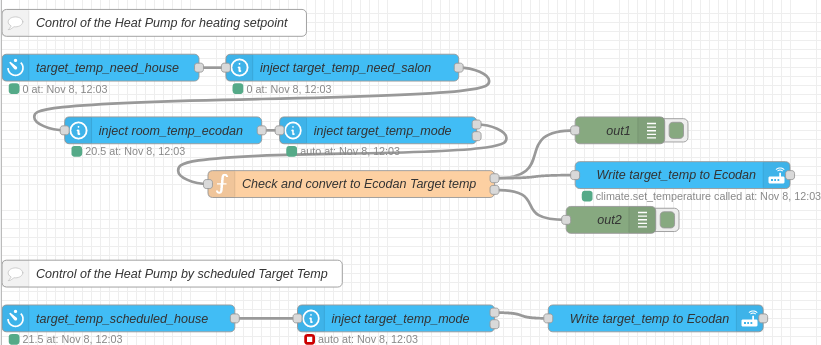 Control of the Heat Pump for heating setpoint
target_temp_need_house
inject target_temp_need_salon
0 at: Nov 8, 12:03
0 at: Nov 8, 12:03
inject room_temp_ecodan
inject target_temp_mode
out1
20.5 at: Nov 8, 12:03
auto at: Nov 8, 12:03
Check and convert to Ecodan Target temp
Write target_temp to Ecodan
climate.set_temperature called at: Nov 8, 12:03
out2
Control of the Heat Pump by scheduled Target Temp
target_temp_scheduled_house
inject target_temp_mode
Write target_temp to Ecodan
21.5 at: Nov 8, 12:03
auto at: Nov 8, 12:03